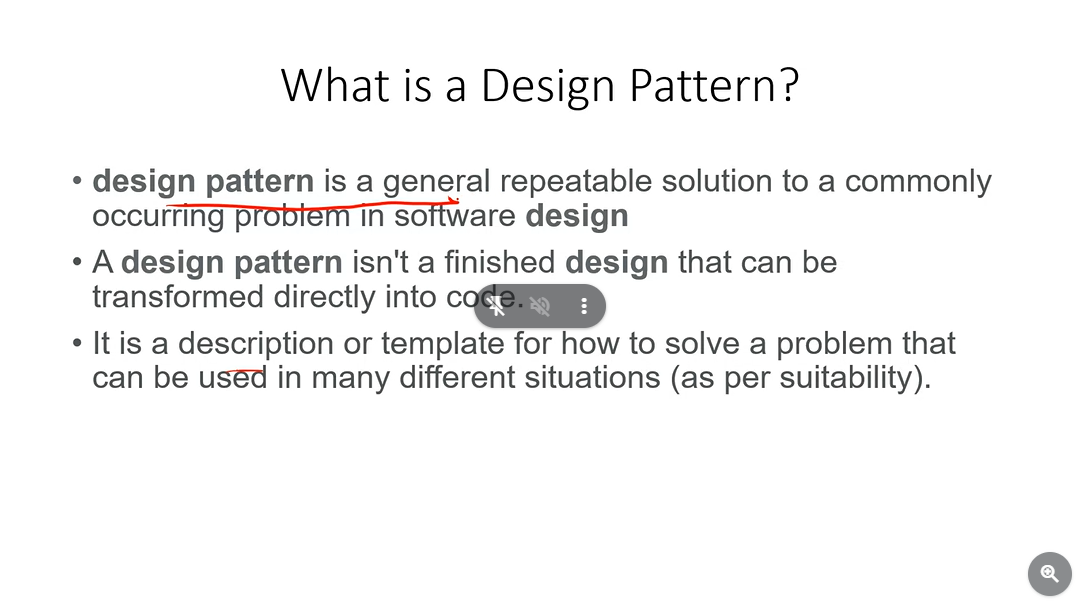 What is a Design Pattern?
• design pattern is a general repeatable solution to a commonly
occurring problem in software design
• A design pattern isn't a finished design that can be
transformed directly into code.
• It is a description or template for how to solve a problem that
can be used in many different situations (as per suitability).